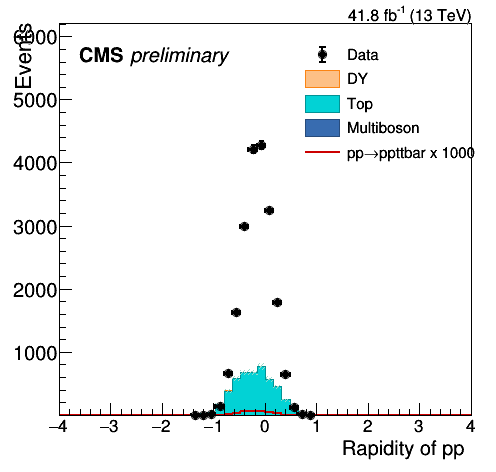 41.8 fb-1 (13 TeV)
Events
CMS preliminary
Data
DY
Top
Multiboson
pp→ppttbar x 1000
6000
5000
4000
3000
2000
1000
−4 −3 −2 −1 0 1 2 3 4
Rapidity of pp